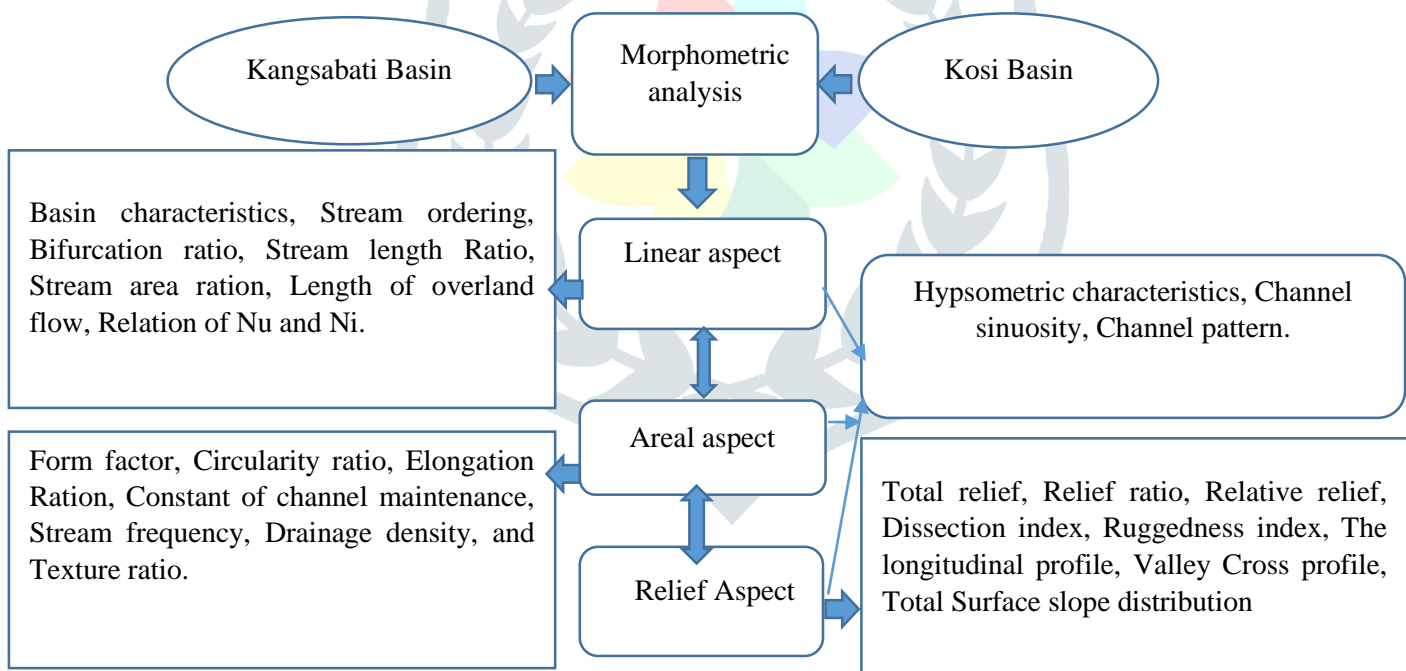 Kangsabati Basin
Morphometric
analysis
Kosi Basin
Basin characteristics, Stream ordering,
Bifurcation ratio, Stream length Ratio,
Stream area ration, Length of overland
flow, Relation of Nu and Ni.
Linear aspect
Hypsometric characteristics, Channel
sinuosity, Channel pattern.
Areal aspect
Form factor, Circularity ratio, Elongation
Ration, Constant of channel maintenance,
Stream frequency, Drainage density, and
Texture ratio.
Relief Aspect
Total relief, Relief ratio, Relative relief,
Dissection index, Ruggedness index, The
longitudinal profile, Valley Cross profile,
Total Surface slope distribution